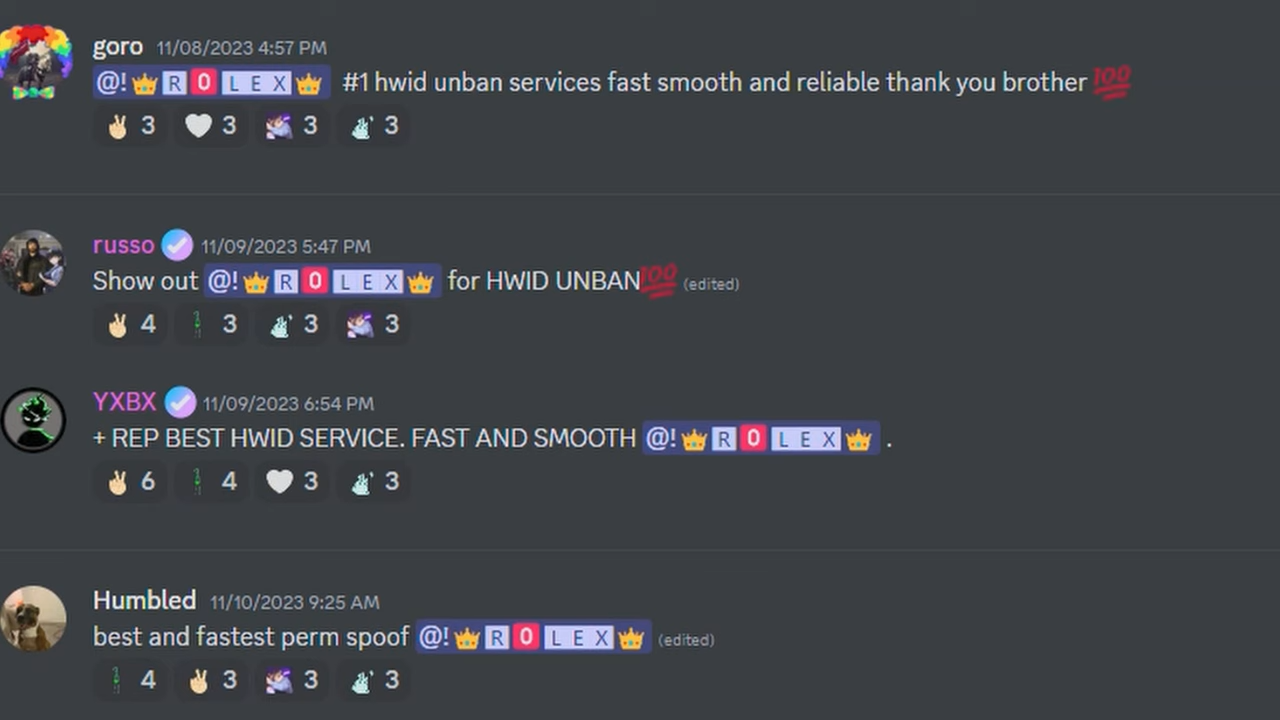 goro 11/08/2023 4:57 PM
@!👑R0LEX👑 #1 hwid unban services fast smooth and reliable thank you brother 💯
3 3 3 3
russo 11/09/2023 5:47 PM
Show out @!👑R0LEX👑 for HWID UNBAN💯 (edited)
4 3 3 3
YXBX 11/09/2023 6:54 PM
+ REP BEST HWID SERVICE. FAST AND SMOOTH @!👑R0LEX👑 .
6 4 3 3
Humbled 11/10/2023 9:25 AM
best and fastest perm spoof @!👑R0LEX👑 (edited)
4 3 3 3